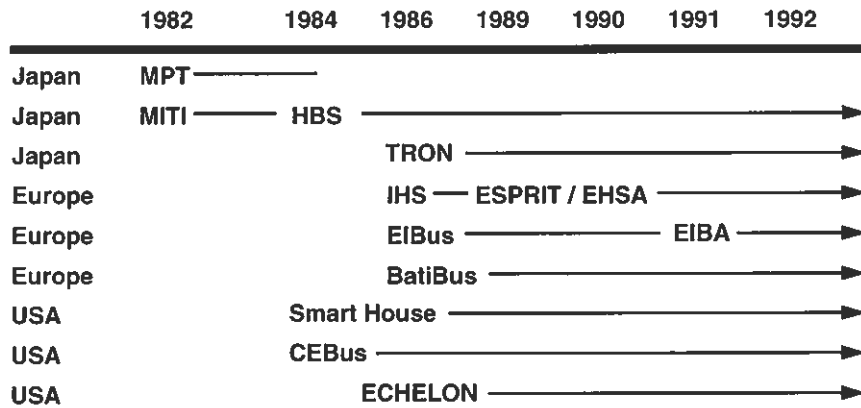 1982 1984 1986 1989 1990 1991 1992
Japan MPT
Japan MITI HBS
Japan TRON
Europe IHS ESPRIT / EHSA
Europe EIBus EIBA
Europe BatiBus
USA Smart House
USA CEBus
USA ECHELON